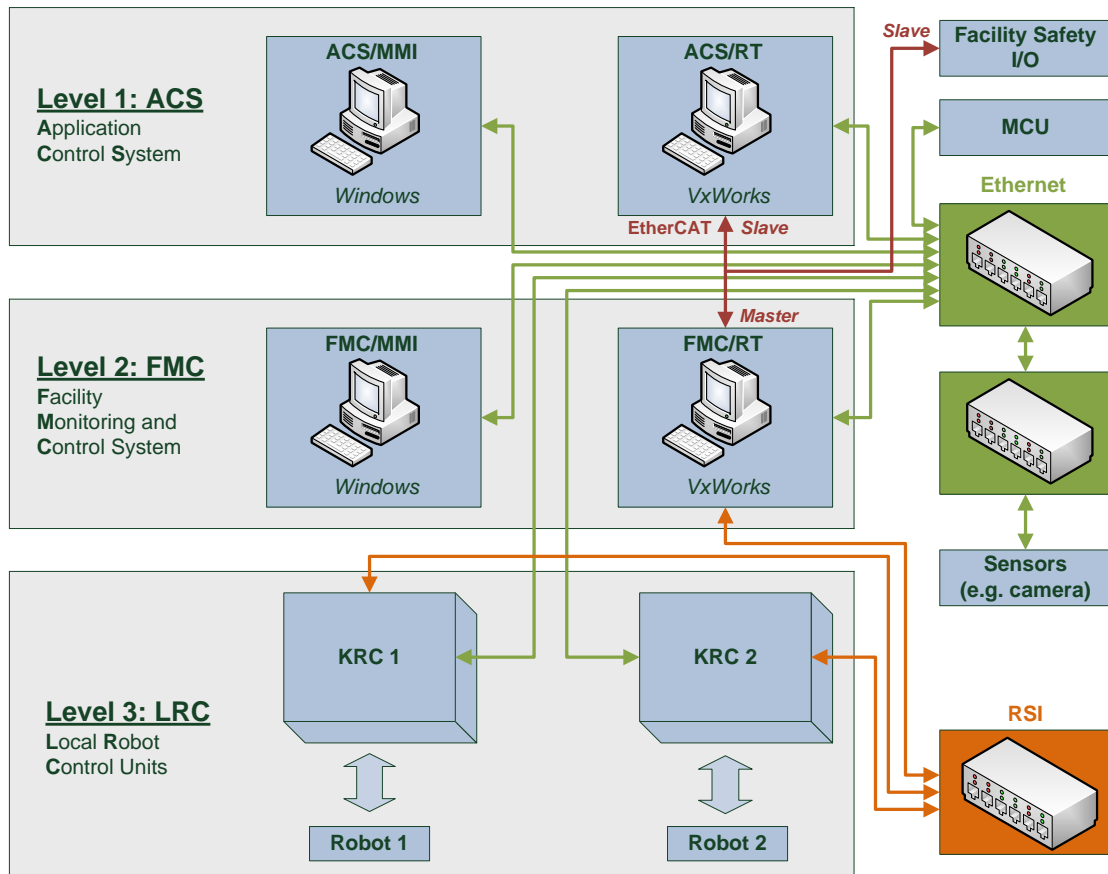 Level 1: ACS
Application
Control System
ACS/MMI
Windows
ACS/RT
VxWorks
EtherCAT
Slave
Slave
Facility Safety
I/O
MCU
Ethernet
Level 2: FMC
Facility
Monitoring and
Control System
FMC/MMI
Windows
Master
FMC/RT
VxWorks
Sensors
(e.g. camera)
Level 3: LRC
Local Robot
Control Units
KRC 1
KRC 2
Robot 1
Robot 2
RSI